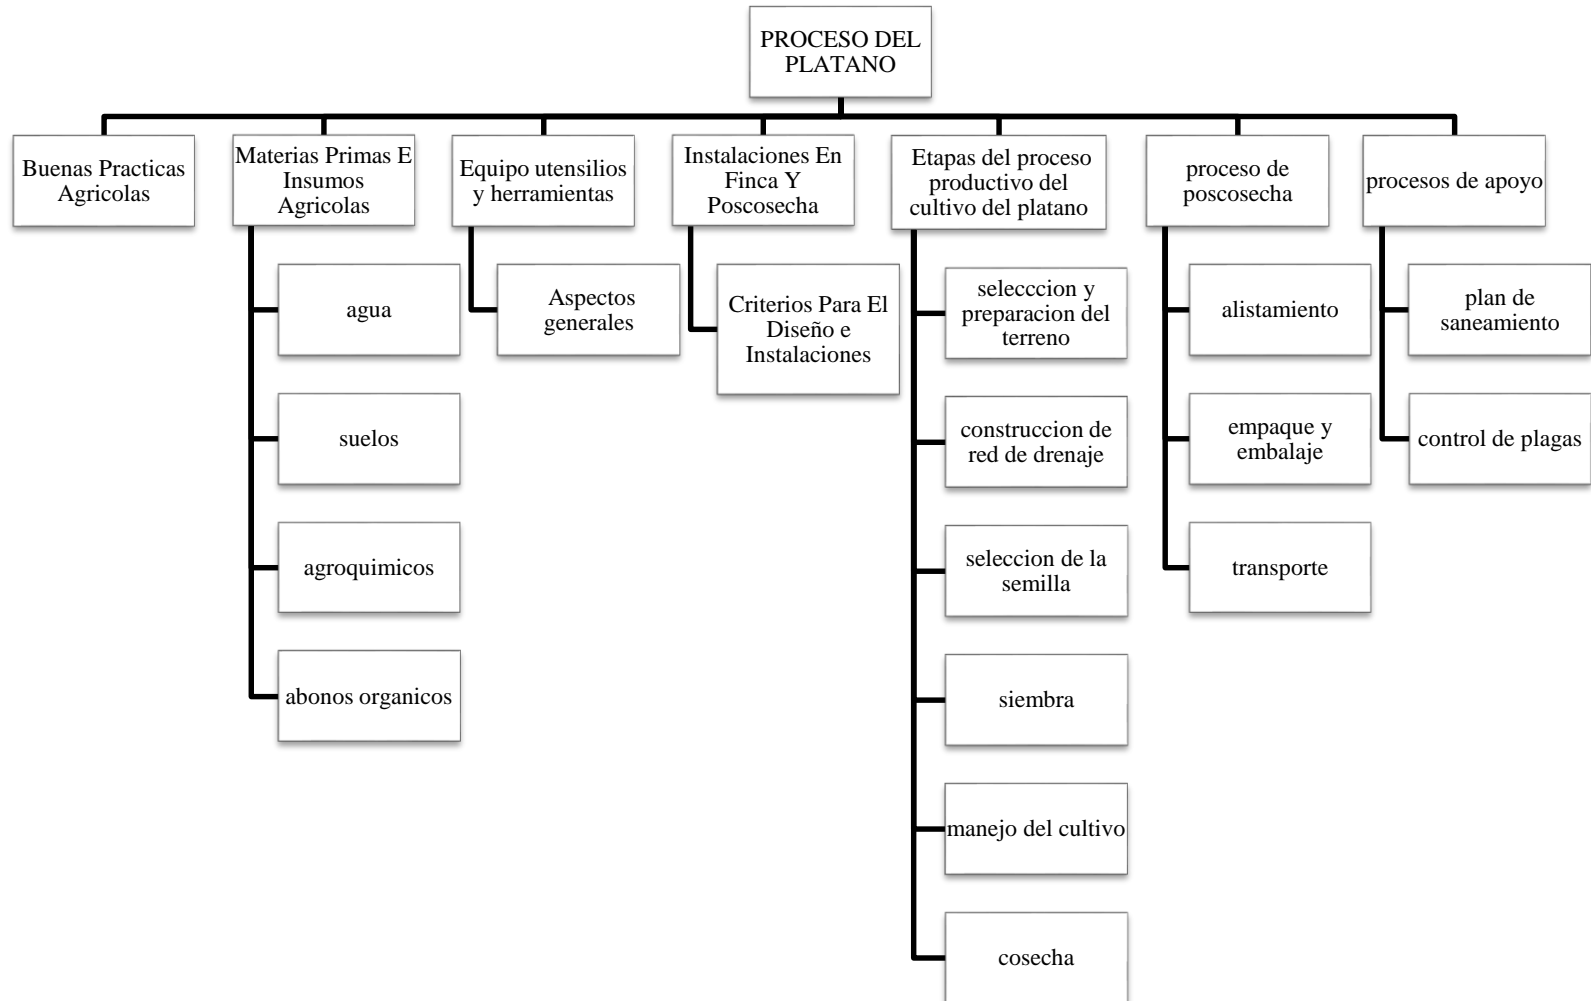 PROCESO DEL
PLATANO
Buenas Practicas
Agricolas
Materias Primas E
Insumos
Agricolas
agua
suelos
agroquimicos
abonos organicos
Equipo utensilios
y herramientas
Aspectos
generales
Instalaciones En
Finca Y
Poscosecha
Criterios Para El
Diseño e
Instalaciones
Etapas del proceso
productivo del
cultivo del platano
selecccion y
preparacion del
terreno
construccion de
red de drenaje
seleccion de la
semilla
siembra
manejo del cultivo
cosecha
proceso de
poscosecha
alistamiento
empaque y
embalaje
transporte
procesos de apoyo
plan de
saneamiento
control de plagas